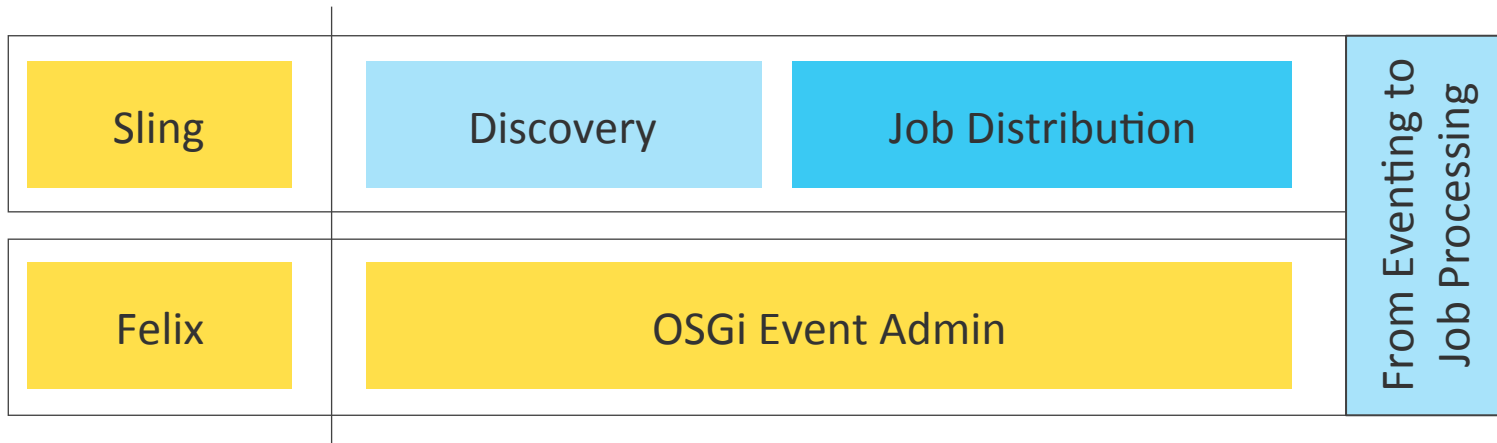 Sling
Discovery
Job Distribution
Felix
OSGi Event Admin
From Eventing to
Job Processing